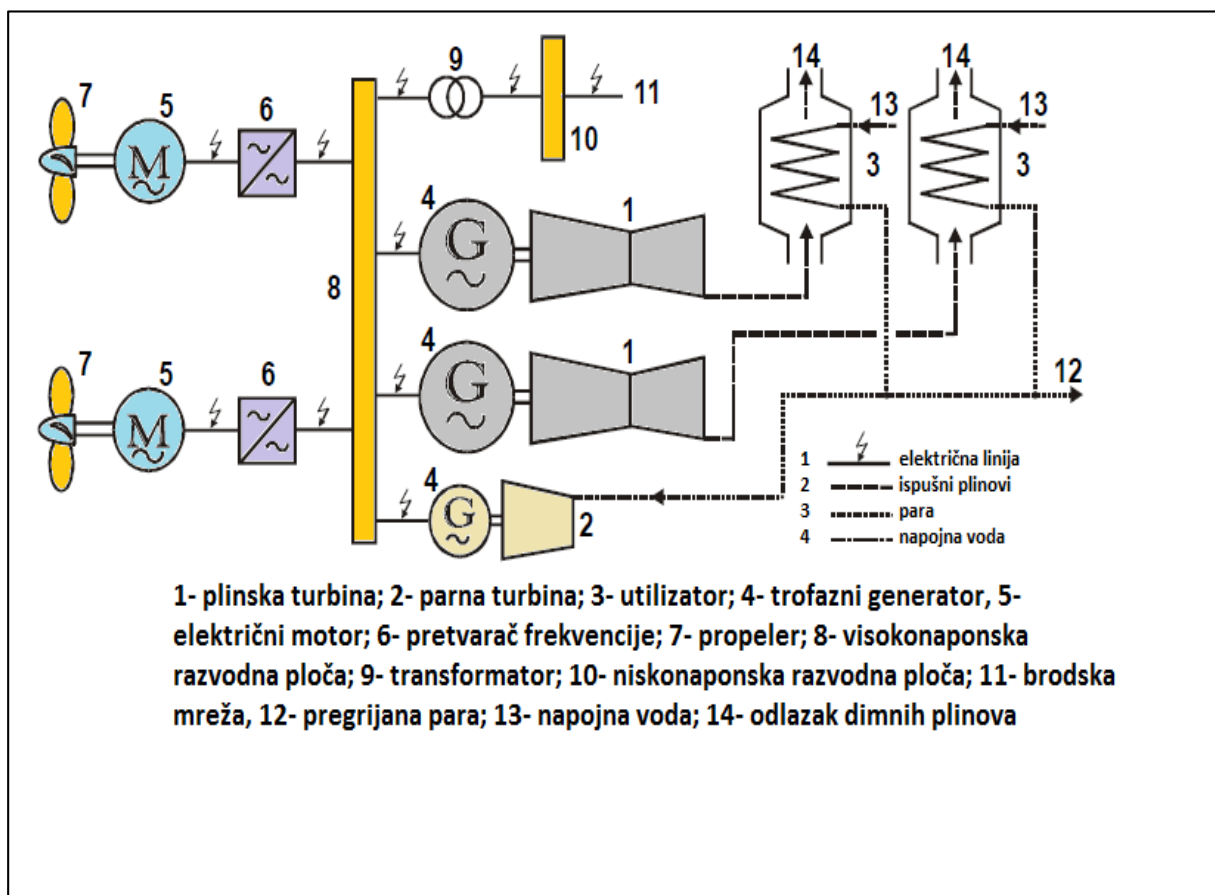 9
14
14
7
5
6
11
13
13
10
3
3
M
4
1
G
8
7
5
6
4
1
G
12
M
4
G
2
1 električna linija
2 ispušni plinovi
3 para
4 napojna voda
1- plinska turbina; 2- parna turbina; 3- utilizator; 4- trofazni generator, 5-
električni motor; 6- pretvarač frekvencije; 7- propeler; 8- visokonaponska
razvodna ploča; 9- transformator; 10- niskonaponska razvodna ploča; 11- brodska
mreža, 12- pregrijana para; 13- napojna voda; 14- odlazak dimnih plinova